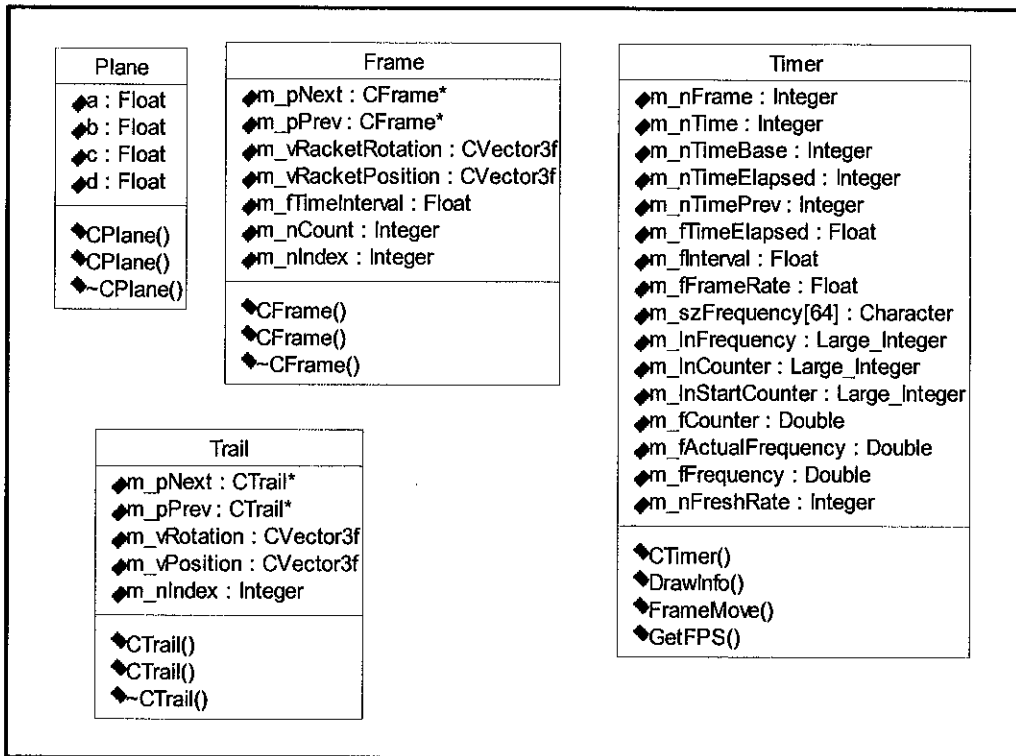 Plane
a : Float
b : Float
c : Float
d : Float
CPlane()
CPlane()
~CPlane()
Frame
m_pNext : CFrame*
m_pPrev : CFrame*
m_vRacketRotation : CVector3f
m_vRacketPosition : CVector3f
m_fTimeInterval : Float
m_nCount : Integer
m_nIndex : Integer
CFrame()
CFrame()
~CFrame()
Timer
m_nFrame : Integer
m_nTime : Integer
m_nTimeBase : Integer
m_nTimeElapsed : Integer
m_nTimePrev : Integer
m_fTimeElapsed : Float
m_fInterval : Float
m_fFrameRate : Float
m_szFrequency[64] : Character
m_lnFrequency : Large_Integer
m_lnCounter : Large_Integer
m_lnStartCounter : Large_Integer
m_fCounter : Double
m_fActualFrequency : Double
m_fFrequency : Double
m_nFreshRate : Integer
CTimer()
DrawInfo()
FrameMove()
GetFPS()
Trail
m_pNext : CTrail*
m_pPrev : CTrail*
m_vRotation : CVector3f
m_vPosition : CVector3f
m_nIndex : Integer
CTrail()
CTrail()
~CTrail()